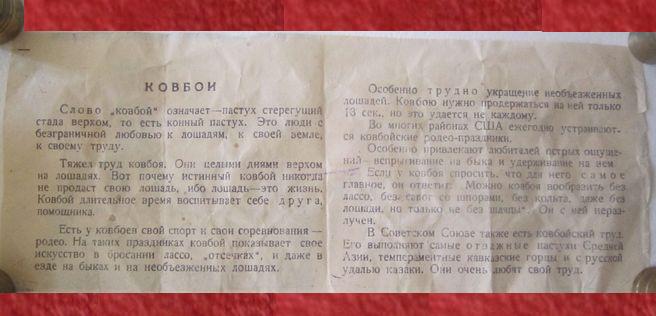 КОВБОИ
Слово „ковбой" означает—пастух стерегущий
стада верхом, то есть конный пастух. Это люди с
безграничной любовью к лошадям, к своей земле,
к своему труду.
Тяжел труд ковбоя. Они целыми днями верхом
на лошадях. Вот почему истинный ковбой никогда
не продаст свою лошадь, ибо лошадь—это жизнь.
Ковбой длительное время воспитывает себе друга,
помощника.
Есть у ковбоев свой спорт и свои соревнования—
родео. На таких праздниках ковбой показывает свое
искусство в бросании лассо, „отсечках", и даже в
езде на быках и на необъезженных лошадях.
Особенно трудно укращение необъезженных
лошадей. Ковбою нужно продержаться на ней только
13 сек., но это удается не каждому.
Во многих районах США ежегодно устраивают-
ся ковбойские родео-праздники.
Особенно привлекают любителей острых ощуще-
ний—вспрыгивание на быка и удерживание на нем.
Если у ковбоя спросить, что для него самое
главное, он ответит: „Можно ковбоя вообразить без
лассо, без сапог со шпорами, без кольта, даже без
лошади, но только не без шляпы". Он с ней нераз-
лучен.
В Советском Союзе также есть ковбойский труд.
Его выполняют самые отважные пастухи Средней
Азии, темпераментные кавказские горцы и с русской
удалью казаки. Они очень любят свой труд.